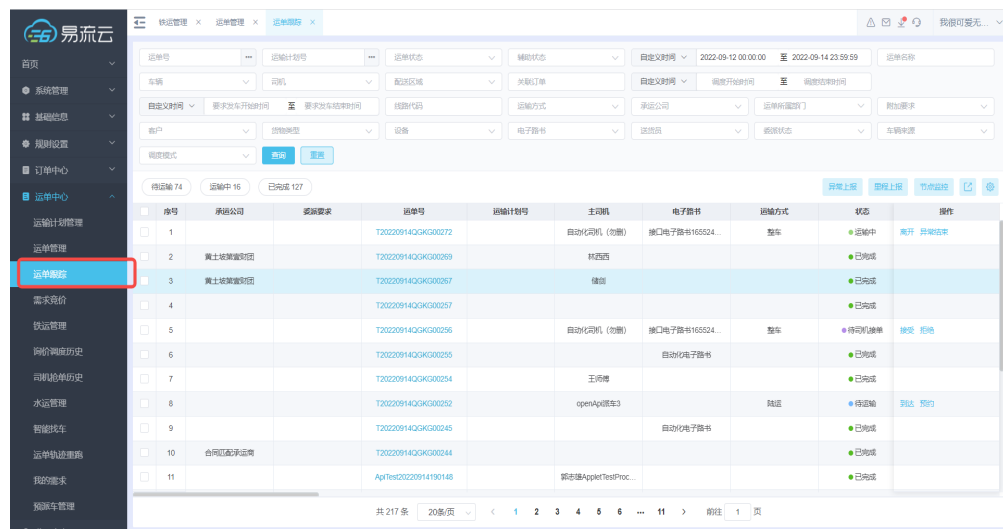 易流云
铁运管理 × 运单管理 × 运单跟踪 ×
我很可爱无...
首页
系统管理
基础信息
规则设置
订单中心
运单中心
运输计划管理
运单管理
运单跟踪
需求竞价
铁运管理
询价调度历史
司机抢单历史
水运管理
智能找车
运单轨迹重跑
我的需求
预派车管理
运单号 ••• 运输计划号 ••• 运单状态 辅助状态 自定义时间 2022-09-12 00:00:00 至 2022-09-14 23:59:59 运单名称
车辆 司机 配送区域 关联订单 自定义时间 调度开始时间 至 调度结束时间
自定义时间 要求发车开始时间 至 要求发车结束时间 线路代码 运输方式 承运公司 运单所属部门 附加要求
客户 货物类型 设备 电子路书 送货员 委派状态 车辆来源
调度模式 查询 重置
待运输 74 运输中 16 已完成 127 异常上报 里程上报 节点监控
序号 承运公司 委派要求 运单号 运输计划号 主司机 电子路书 运输方式 状态 操作
1 T20220914QGKG00272 自动化司机（勿删） 接口电子路书165524... 整车 运输中 离开 异常结束
2 黄土坡第壹财团 T20220914QGKG00269 林西西 已完成
3 黄土坡第壹财团 T20220914QGKG00267 储剑 已完成
4 T20220914QGKG00257 已完成
5 T20220914QGKG00256 自动化司机（勿删） 接口电子路书165524... 整车 待司机接单 接受 拒绝
6 T20220914QGKG00255 自动化电子路书 已完成
7 T20220914QGKG00254 王师傅 已完成
8 T20220914QGKG00252 openApi派车3 陆运 待运输 到达 预约
9 T20220914QGKG00245 自动化电子路书 已完成
10 合同匹配承运商 T20220914QGKG00244 已完成
11 ApiTest20220914190148 郭志雄AppletTestProc... 已完成
共 217 条 20条/页 < 1 2 3 4 5 6 ... 11 > 前往 1 页